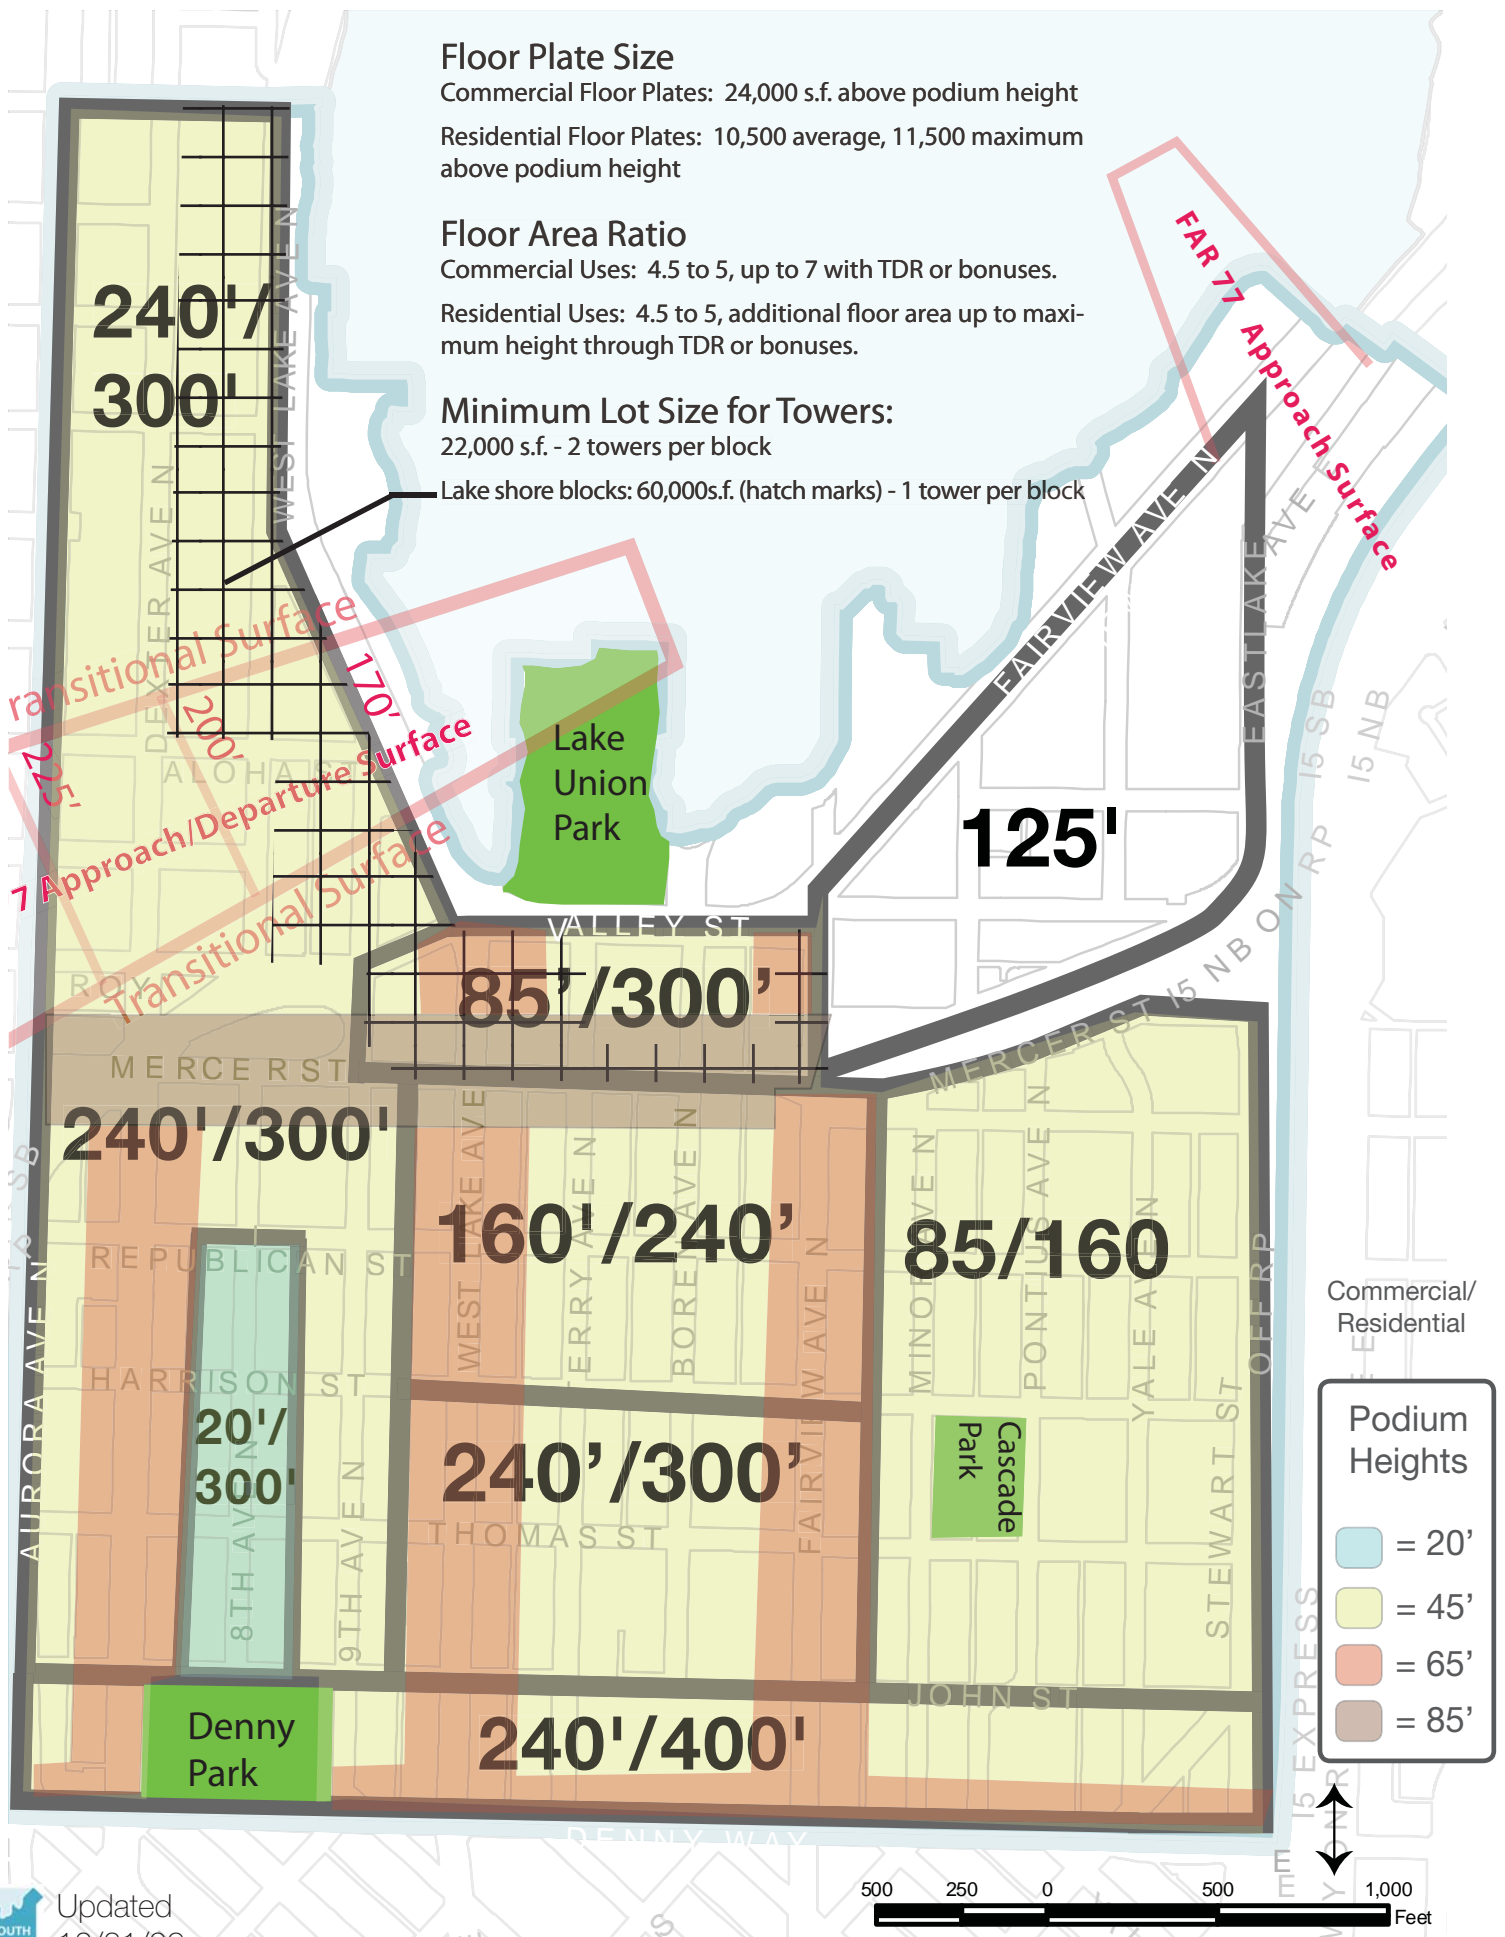 Floor Plate Size
Commercial Floor Plates: 24,000 s.f. above podium height
Residential Floor Plates: 10,500 average, 11,500 maximum
above podium height
Floor Area Ratio
Commercial Uses: 4.5 to 5, up to 7 with TDR or bonuses.
Residential Uses: 4.5 to 5, additional floor area up to maxi-
mum height through TDR or bonuses.
Minimum Lot Size for Towers:
22,000 s.f. - 2 towers per block
Lake shore blocks: 60,000s.f. (hatch marks) - 1 tower per block
FAR 77 Approach Surface
240'/
300'
WEST LAKE AVE N
DEXTER AVE N
ransitional Surface
170'
200'
225'
7 Approach/Departure Surface
Transitional Surface
ALOHA ST
ROY
Lake
Union
Park
FAIRVIEW AVE N
EASTLAKE AVE
I5 SB
I5 NB
125'
I5 NB ON RP
VALLEY ST
85'/300'
MERCER ST
MERCER ST
240'/300'
160'/240'
85/160
WEST LAKE AVE
TERRY AVE N
BORE AVE N
FAIRVIEW AVE N
MINOR AVE N
PONTIUS AVE N
YALE AVE N
OFF RP
REPUBLICAN ST
HARRISON ST
20'/
300'
8TH AVE N
9TH AVE N
AURORA AVE N
240'/300'
THOMAS ST
Cascade
Park
STEWART ST
JOHN ST
Denny
Park
240'/400'
DENNY WAY
I5 EXPRESS
Commercial/
Residential
Podium
Heights
= 20'
= 45'
= 65'
= 85'
500 250 0 500 1,000
Feet
Updated